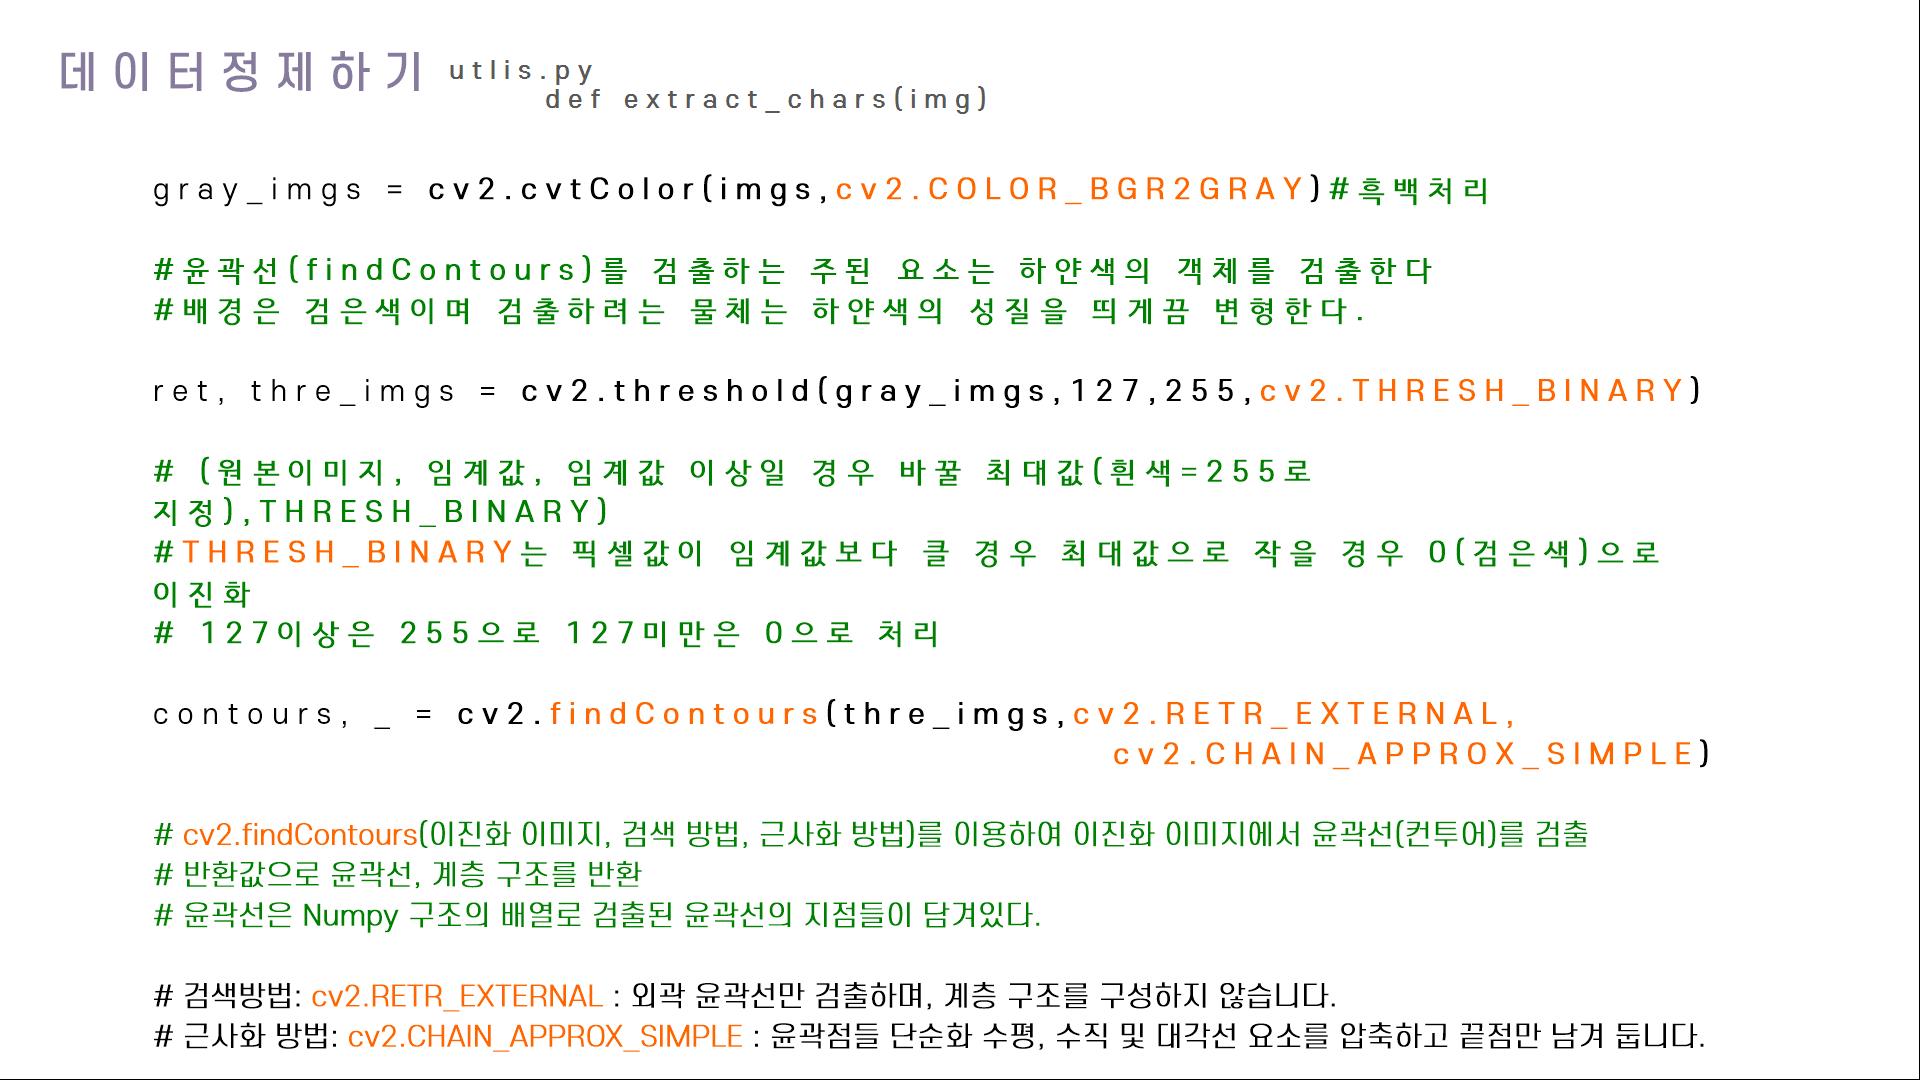 데이터정제하기 utlis.py
def extract_chars(img)
gray_imgs = cv2.cvtColor(imgs,cv2.COLOR_BGR2GRAY)#흑백처리
#윤곽선(findContours)를 검출하는 주된 요소는 하얀색의 객체를 검출한다
#배경은 검은색이며 검출하려는 물체는 하얀색의 성질을 띄게끔 변형한다.
ret, thre_imgs = cv2.threshold(gray_imgs,127,255,cv2.THRESH_BINARY)
# (원본이미지, 임계값, 임계값 이상일 경우 바꿀 최대값(흰색=255로
지정),THRESH_BINARY)
#THRESH_BINARY는 픽셀값이 임계값보다 클 경우 최대값으로 작을 경우 0(검은색)으로
이진화
# 127이상은 255으로 127미만은 0으로 처리
contours, _ = cv2.findContours(thre_imgs,cv2.RETR_EXTERNAL,
cv2.CHAIN_APPROX_SIMPLE)
# cv2.findContours(이진화 이미지, 검색 방법, 근사화 방법)를 이용하여 이진화 이미지에서 윤곽선(컨투어)를 검출
# 반환값으로 윤곽선, 계층 구조를 반환
# 윤곽선은 Numpy 구조의 배열로 검출된 윤곽선의 지점들이 담겨있다.
# 검색방법: cv2.RETR_EXTERNAL : 외곽 윤곽선만 검출하며, 계층 구조를 구성하지 않습니다.
# 근사화 방법: cv2.CHAIN_APPROX_SIMPLE : 윤곽점들 단순화 수평, 수직 및 대각선 요소를 압축하고 끝점만 남겨 둡니다.